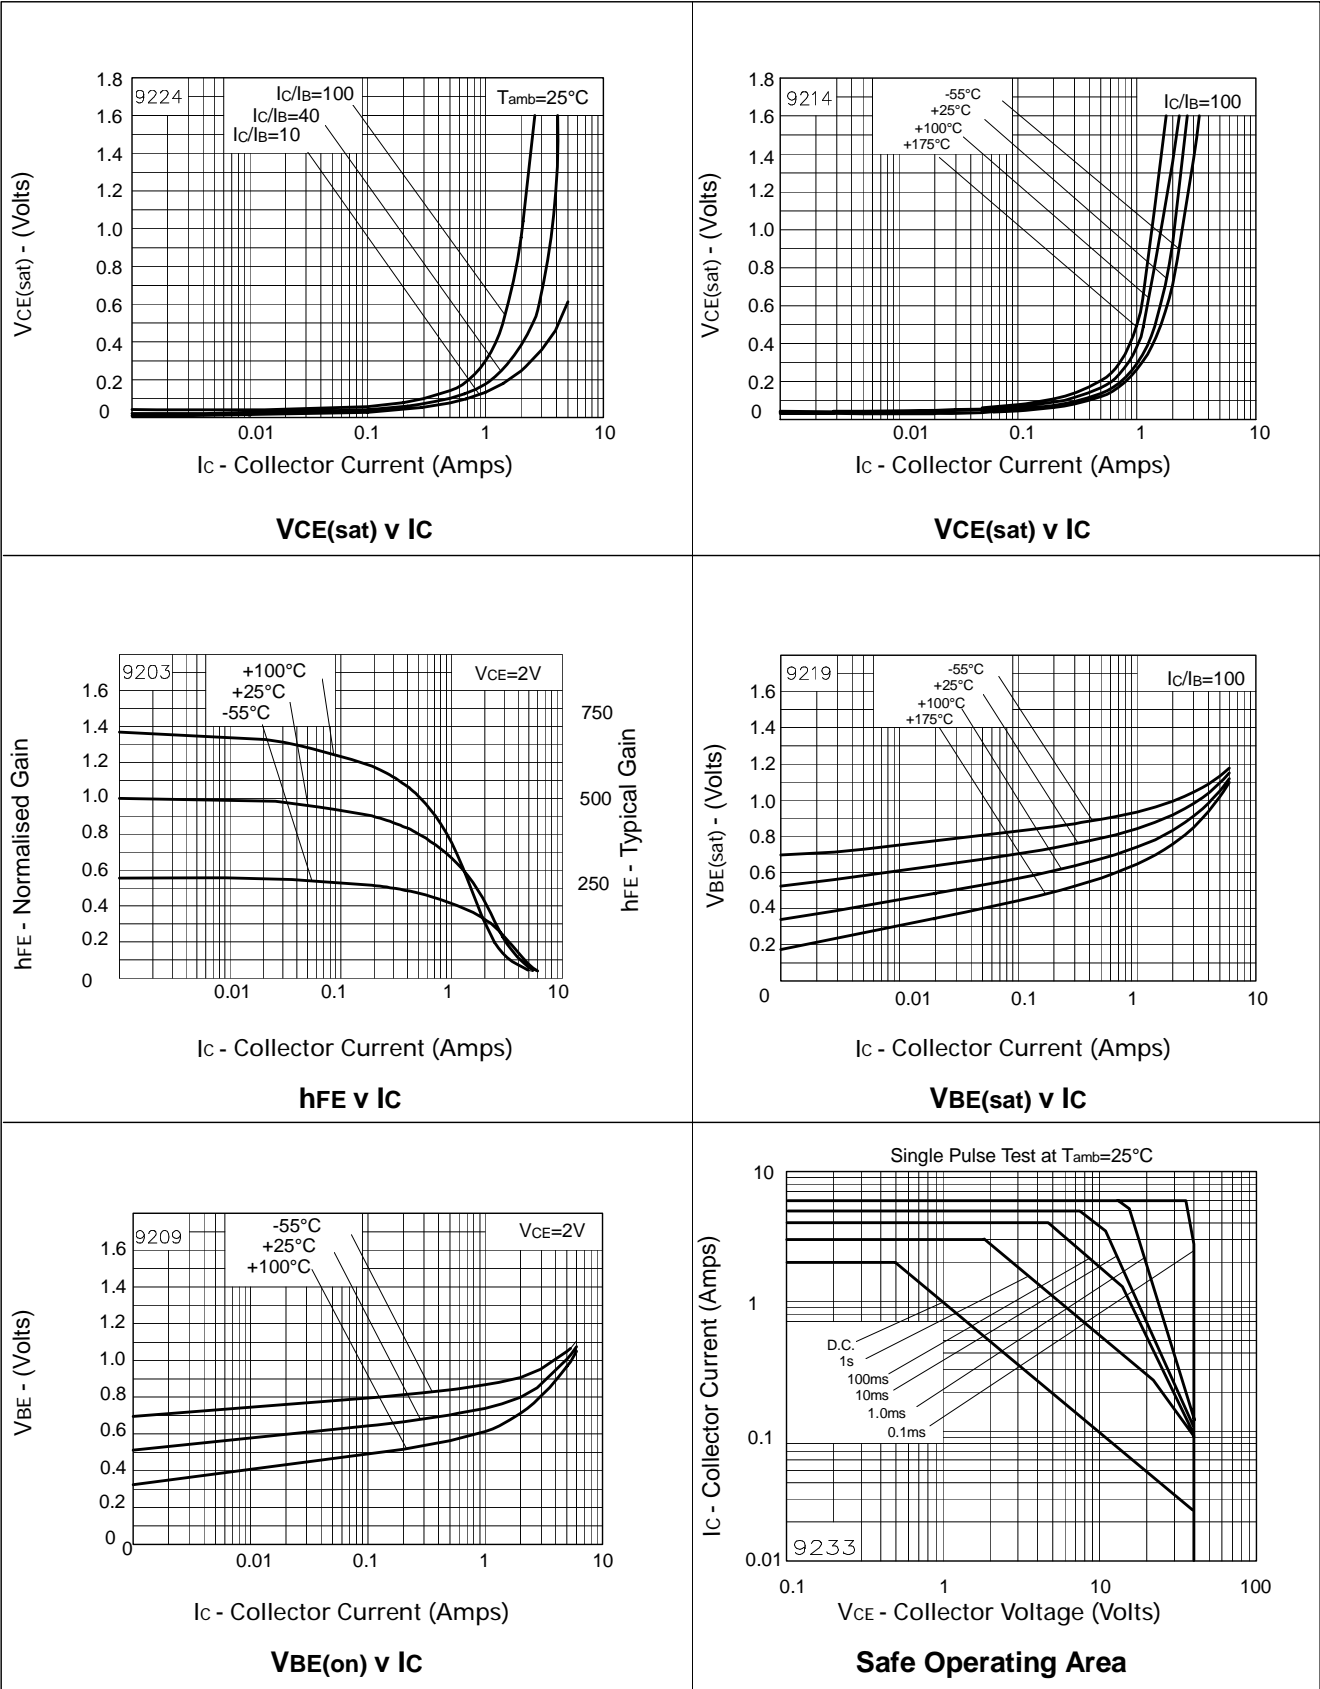 1.8
1.6
1.4
1.2
1.0
0.8
0.6
0.4
0.2
0
9224
IC/IB=100
IC/IB=40
IC/IB=10
Tamb=25°C
0.01
0.1
1
10
VCE(sat) - (Volts)
IC - Collector Current (Amps)
VCE(sat) v IC
1.8
1.6
1.4
1.2
1.0
0.8
0.6
0.4
0.2
0
9214
-55°C
+25°C
+100°C
+175°C
IC/IB=100
0.01
0.1
1
10
VCE(sat) - (Volts)
IC - Collector Current (Amps)
VCE(sat) v IC
1.6
1.4
1.2
1.0
0.8
0.6
0.4
0.2
0
9203
+100°C
+25°C
-55°C
VCE=2V
750
500
250
0.01
0.1
1
10
hFE - Normalised Gain
hFE - Typical Gain
IC - Collector Current (Amps)
hFE v IC
1.6
1.4
1.2
1.0
0.8
0.6
0.4
0.2
0
9219
-55°C
+25°C
+100°C
+175°C
IC/IB=100
0.01
0.1
1
10
VBE(sat) - (Volts)
IC - Collector Current (Amps)
VBE(sat) v IC
1.6
1.4
1.2
1.0
0.8
0.6
0.4
0.2
0
0
9209
-55°C
+25°C
+100°C
VCE=2V
0.01
0.1
1
10
VBE - (Volts)
IC - Collector Current (Amps)
VBE(on) v IC
Single Pulse Test at Tamb=25°C
10
1
0.1
0.01
D.C.
1s
100ms
10ms
1.0ms
0.1ms
9233
0.1
1
10
100
IC - Collector Current (Amps)
VCE - Collector Voltage (Volts)
Safe Operating Area